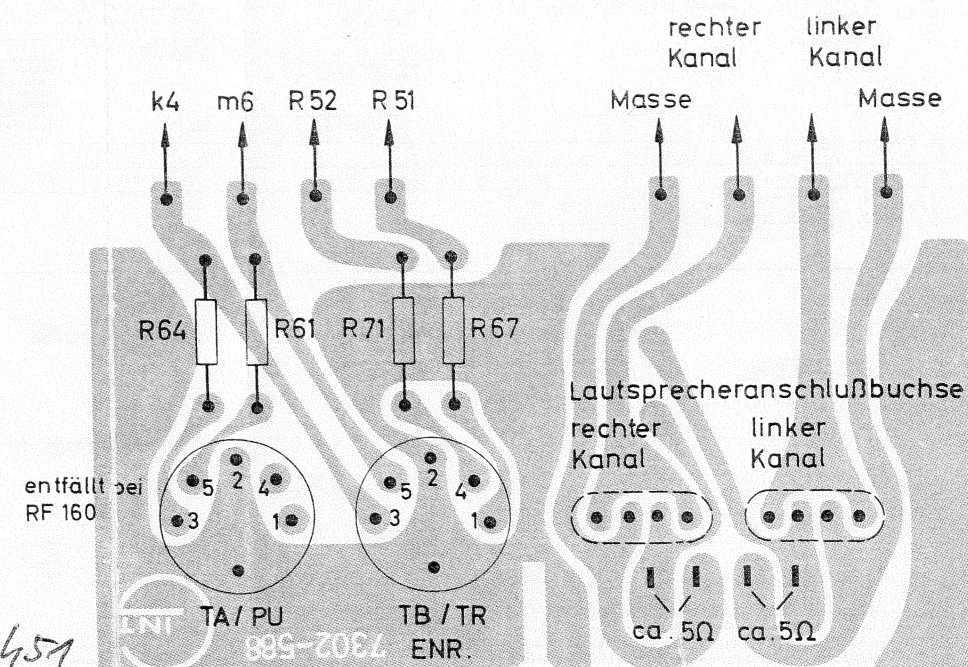 rechter Kanal
linker Kanal
k4 m6 R52 R51 Masse Masse
R64 R61 R71 R67
Lautsprecheranschlußbuchse
rechter Kanal
linker Kanal
entfällt bei
RF 160
5 2 4
3 1
5 2 4
3 1
TA/PU
TB/TR
ENR.
ca. 5Ω ca. 5Ω
INT
7302-588
451